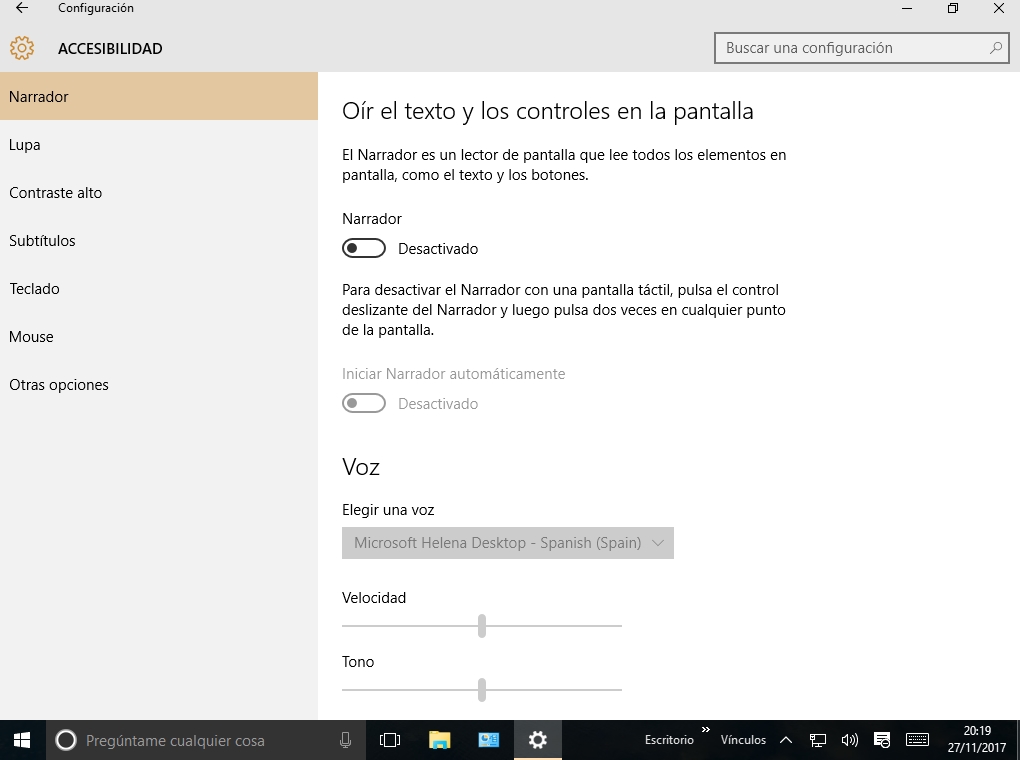 Configuración
ACCESIBILIDAD
Buscar una configuración
Narrador
Lupa
Contraste alto
Subtítulos
Teclado
Mouse
Otras opciones
Oír el texto y los controles en la pantalla
El Narrador es un lector de pantalla que lee todos los elementos en
pantalla, como el texto y los botones.
Narrador
Desactivado
Para desactivar el Narrador con una pantalla táctil, pulsa el control
deslizante del Narrador y luego pulsa dos veces en cualquier punto
de la pantalla.
Iniciar Narrador automáticamente
Desactivado
Voz
Elegir una voz
Microsoft Helena Desktop - Spanish (Spain)
Velocidad
Tono
Pregúntame cualquier cosa
Escritorio
Vínculos
20:19
27/11/2017